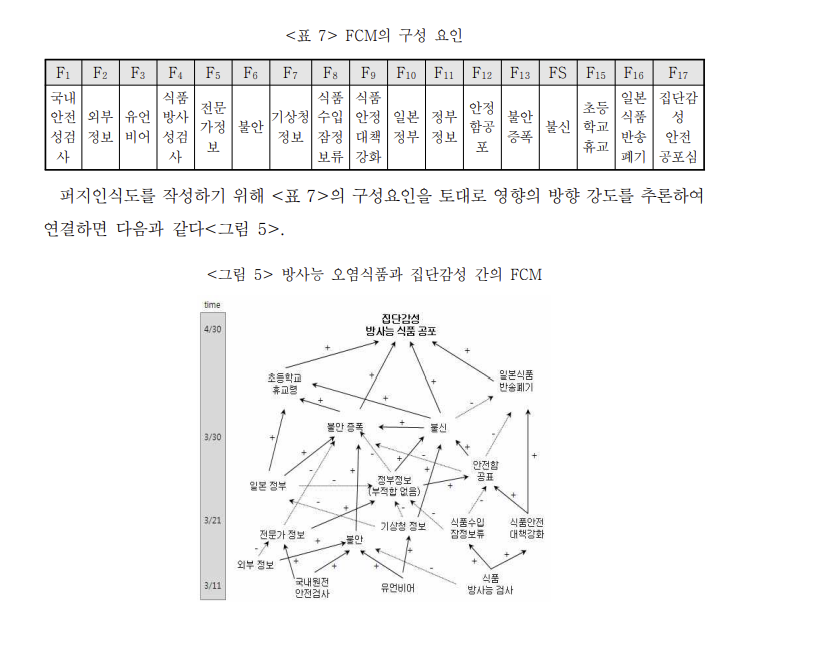 <표 7> FCM의 구성 요인
F1 F2 F3 F4 F5 F6 F7 F8 F9 F10 F11 F12 F13 FS F15 F16 F17
국내 안전 성검 사
외부 정보
유언 비어
식품 방사 성검 사
전문 가정 보
불안
기상청 정보
식품 수입 잠정 보류
식품 안정 대책 강화
일본 정부
정부 정보
안정 함공 포
불안 증폭
불신
초등 학교 휴교
일본 식품 반송 폐기
집단감 성 안전 공포심
퍼지인식도를 작성하기 위해 <표 7>의 구성요인을 토대로 영향의 방향 강도를 추론하여
연결하면 다음과 같다<그림 5>.
<그림 5> 방사능 오염식품과 집단감성 간의 FCM
time
4/30
집단감성
방사능 식품 공포
초등학교
휴교령
일본식품
반송폐기
3/30
불안 증폭
불신
안전함
공표
일본 정부
정부정보
(부적합 없음)
3/21
전문가 정보
불안
기상청 정보
식품수입
잠정보류
식품안전
대책강화
외부 정보
3/11
국내원전
안전검사
유언비어
식품
방사능 검사